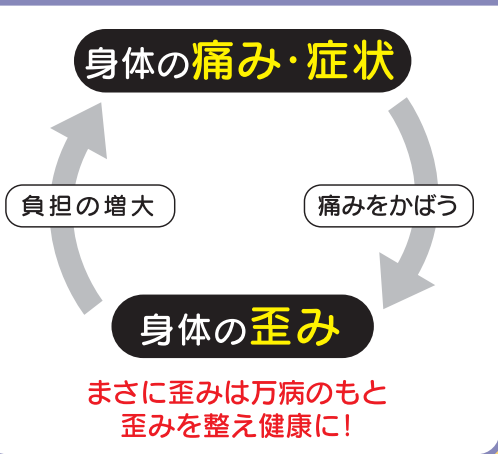 身体の痛み・症状
負担の増大
痛みをかばう
身体の歪み
まさに歪みは万病のもと
歪みを整え健康に!